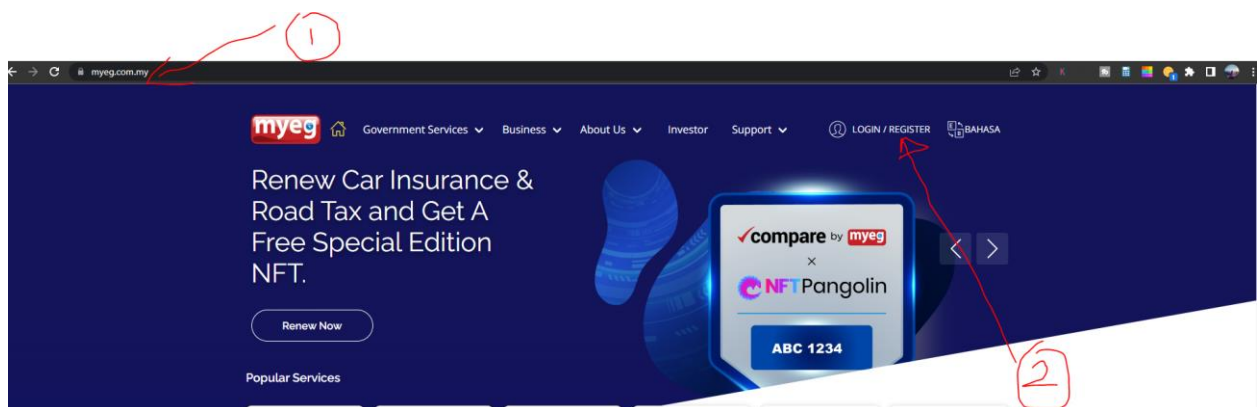 1
myeg.com.my
K
myeg Government Services Business About Us Investor Support LOGIN / REGISTER BAHASA
Renew Car Insurance &
Road Tax and Get A
Free Special Edition
NFT.
Renew Now
compare by myeg
×
NFTPangolin
ABC 1234
Popular Services
2